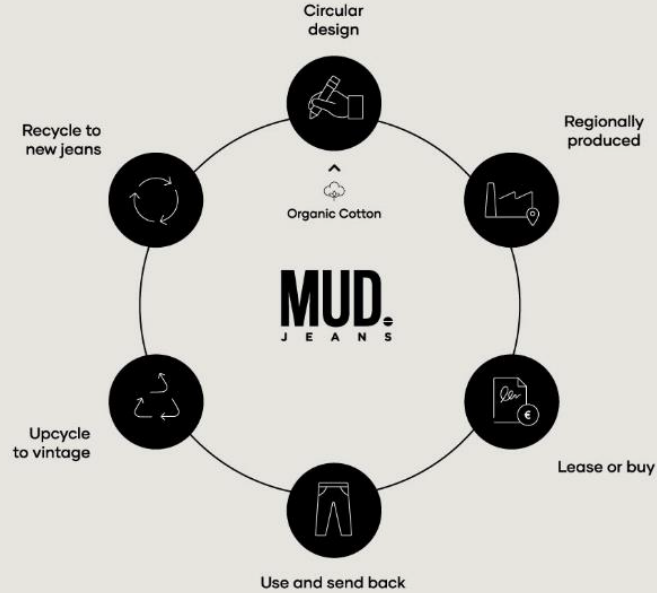 Circular
design
Regionally
produced
Recycle to
new jeans
Organic Cotton
MUD.
JEANS
€
Lease or buy
Upcycle
to vintage
Use and send back